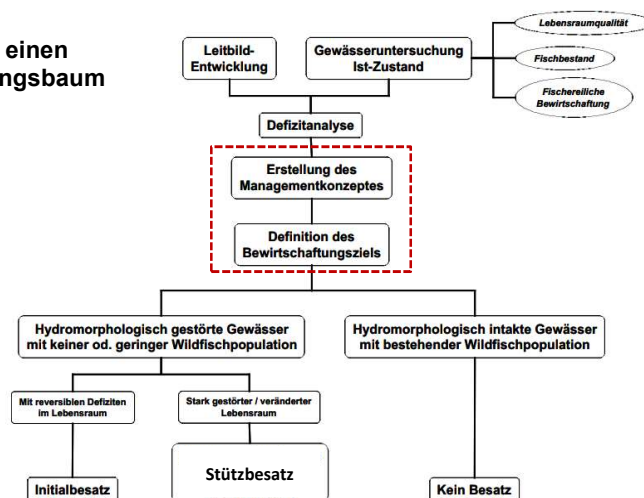 einen
ngsbaum
Leitbild-
Entwicklung
Gewässeruntersuchung
Ist-Zustand
Lebensraumqualität
Fischbestand
Fischereiliche
Bewirtschaftung
Defizitanalyse
Erstellung des
Managementkonzeptes
Definition des
Bewirtschaftungsziels
Hydromorphologisch gestörte Gewässer
mit keiner od. geringer Wildfischpopulation
Hydromorphologisch intakte Gewässer
mit bestehender Wildfischpopulation
Mit reversiblen Defiziten
im Lebensraum
Stark gestörter / veränderter
Lebensraum
Initialbesatz
Stützbesatz
Kein Besatz